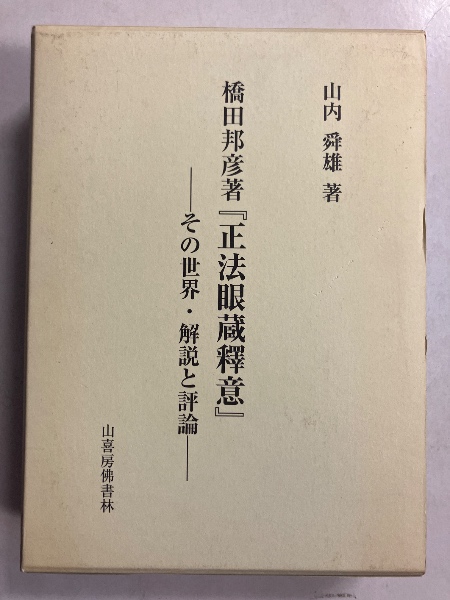 山内 舜雄 著
橋田邦彦著『正法眼蔵釋意』
――その世界・解説と評論――
山喜房佛書林